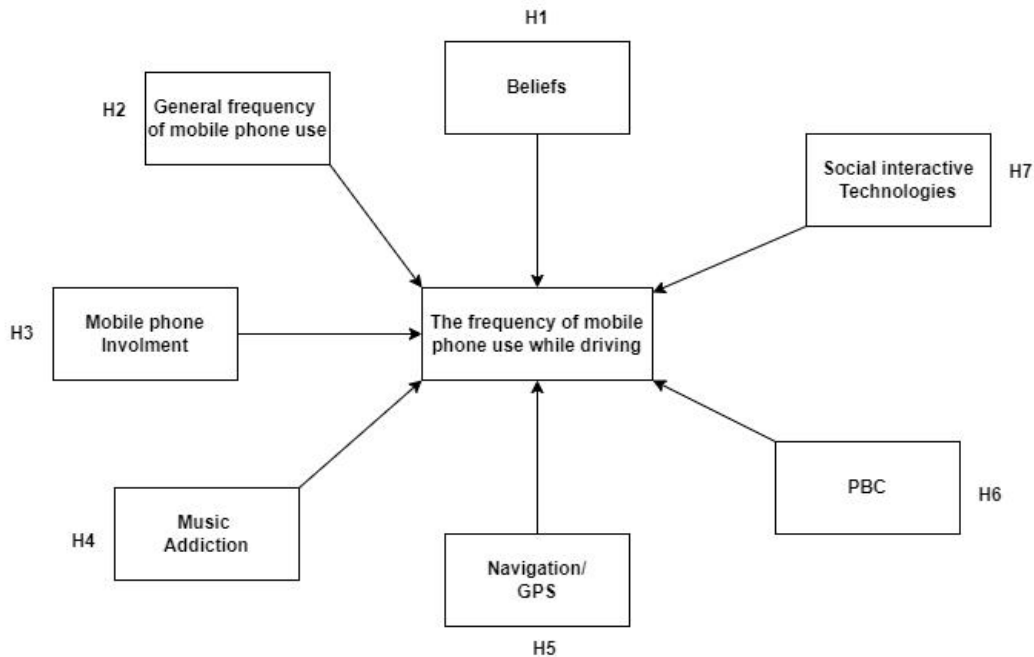 H1
Beliefs
H2
General frequency
of mobile phone use
Social interactive
Technologies
H7
H3
Mobile phone
Involment
The frequency of mobile
phone use while driving
PBC
H6
H4
Music
Addiction
Navigation/
GPS
H5